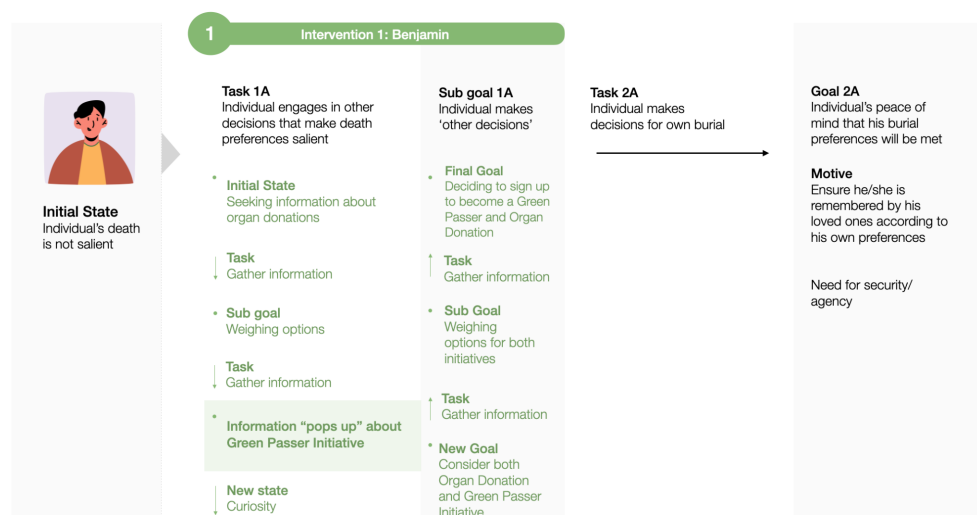 1
Intervention 1: Benjamin
Initial State
Individual's death
is not salient
Task 1A
Individual engages in other
decisions that make death
preferences salient
Initial State
Seeking information about
organ donations
Task
Gather information
Sub goal
Weighing options
Task
Gather information
Information “pops up” about
Green Passer Initiative
New state
Curiosity
Sub goal 1A
Individual makes
‘other decisions’
Final Goal
Deciding to sign up
to become a Green
Passer and Organ
Donation
Task
Gather information
Sub Goal
Weighing
options for both
initiatives
Task
Gather information
New Goal
Consider both
Organ Donation
and Green Passer
Initiative
Task 2A
Individual makes
decisions for own burial
Goal 2A
Individual's peace of
mind that his burial
preferences will be met
Motive
Ensure he/she is
remembered by his
loved ones according to
his own preferences
Need for security/
agency